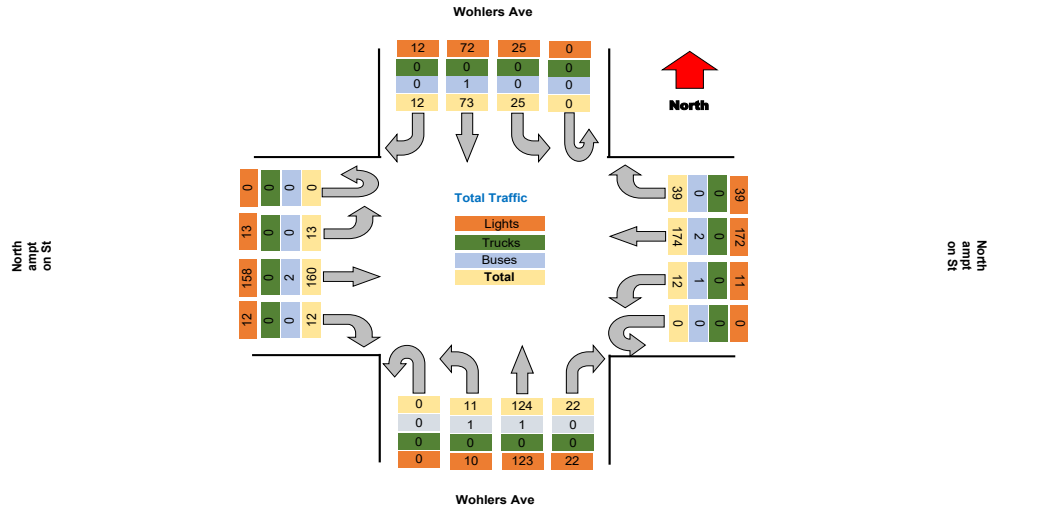 Wohlers Ave
12 72 25 0
0 0 0 0
0 1 0 0
12 73 25 0
North
0 0 0 0
13 0 0 13
158 0 2 160
12 0 0 12
North
ampt
on St
Total Traffic
Lights
Trucks
Buses
Total
39 0 0 39
174 2 0 172
12 1 0 11
0 0 0 0
North
ampt
on St
0 11 124 22
0 1 1 0
0 0 0 0
0 10 123 22
Wohlers Ave